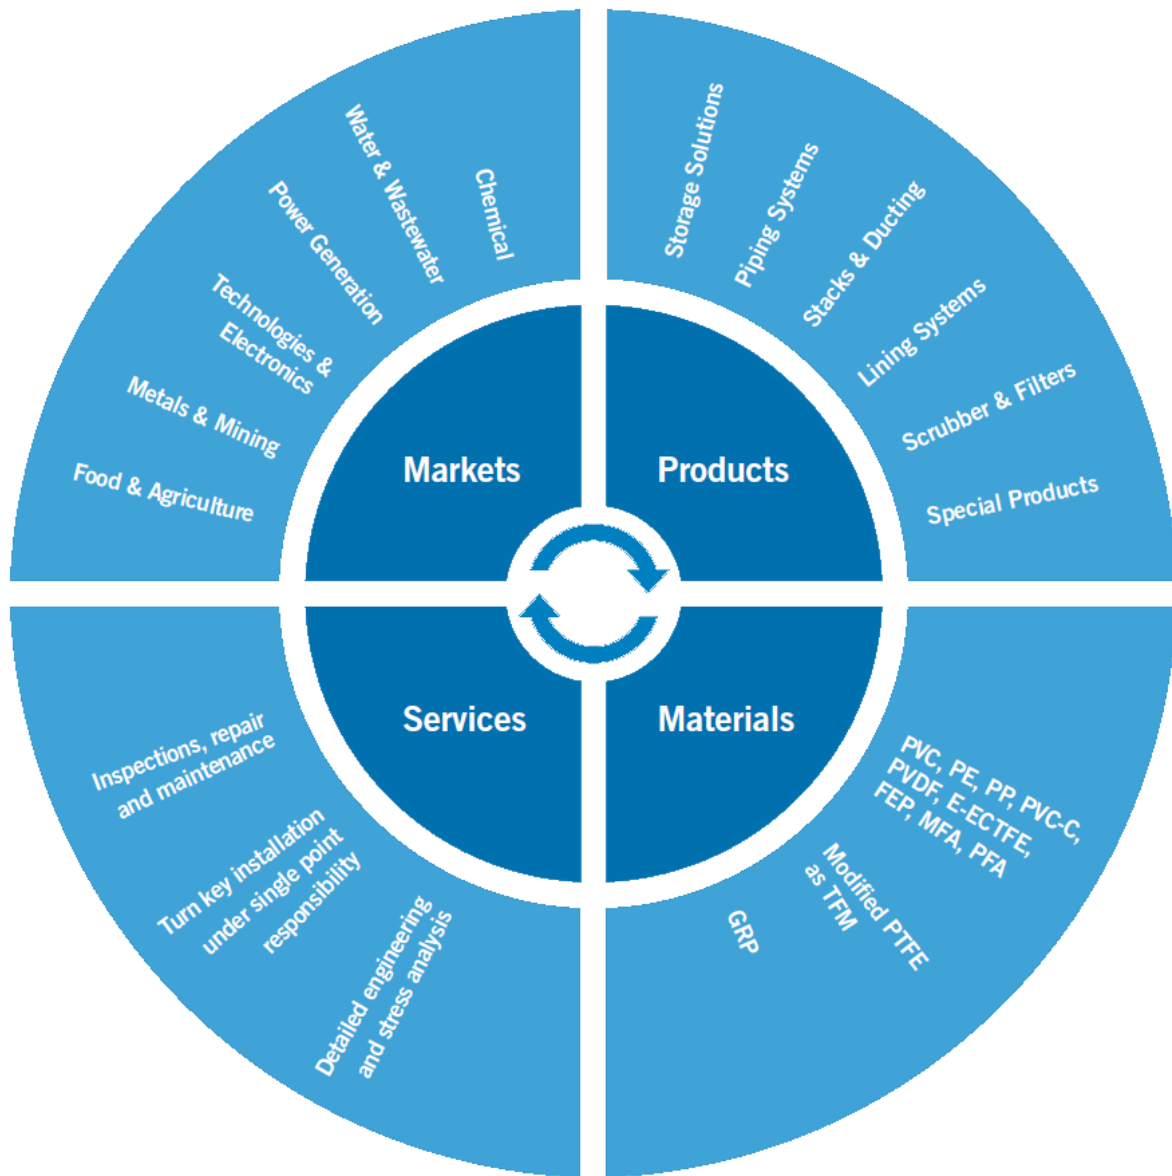 Markets
Chemical
Water & Wastewater
Power Generation
Technologies &
Electronics
Metals & Mining
Food & Agriculture
Products
Storage Solutions
Piping Systems
Stacks & Ducting
Lining Systems
Scrubber & Filters
Special Products
Services
Inspections, repair
and maintenance
Turn key installation
under single point
responsibility
Detailed engineering
and stress analysis
Materials
PVC, PE, PP, PVC-C,
PVDF, E-ECTFE,
FEP, MFA, PFA
Modified PTFE
as TFM
GRP